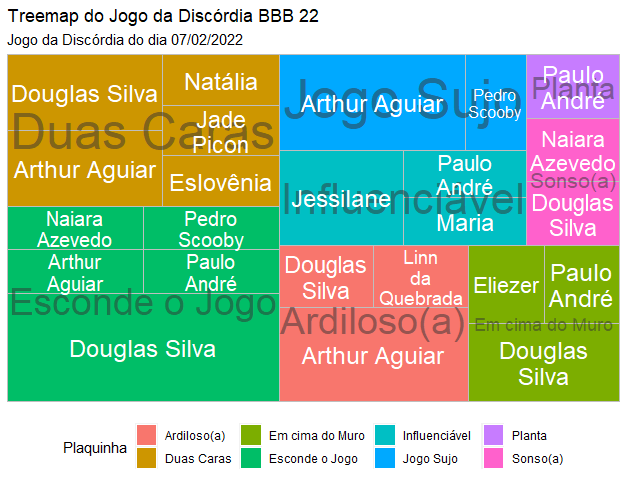 Treemap do Jogo da Discórdia BBB 22
Jogo da Discórdia do dia 07/02/2022
Duas Caras
Douglas Silva
Arthur Aguiar
Natália
Jade
Picon
Eslovênia
Esconde o Jogo
Naiara
Azevedo
Pedro
Scooby
Arthur
Aguiar
Paulo
André
Douglas Silva
Jogo Sujo
Arthur Aguiar
Pedro
Scooby
Influenciável
Jessilane
Paulo
André
Maria
Ardiloso(a)
Douglas
Silva
Linn
da
Quebrada
Arthur Aguiar
Planta
Paulo
André
Sonso(a)
Naiara
Azevedo
Douglas
Silva
Em cima do Muro
Eliezer
Paulo
André
Douglas
Silva
Plaquinha
Ardiloso(a)
Duas Caras
Em cima do Muro
Esconde o Jogo
Influenciável
Jogo Sujo
Planta
Sonso(a)